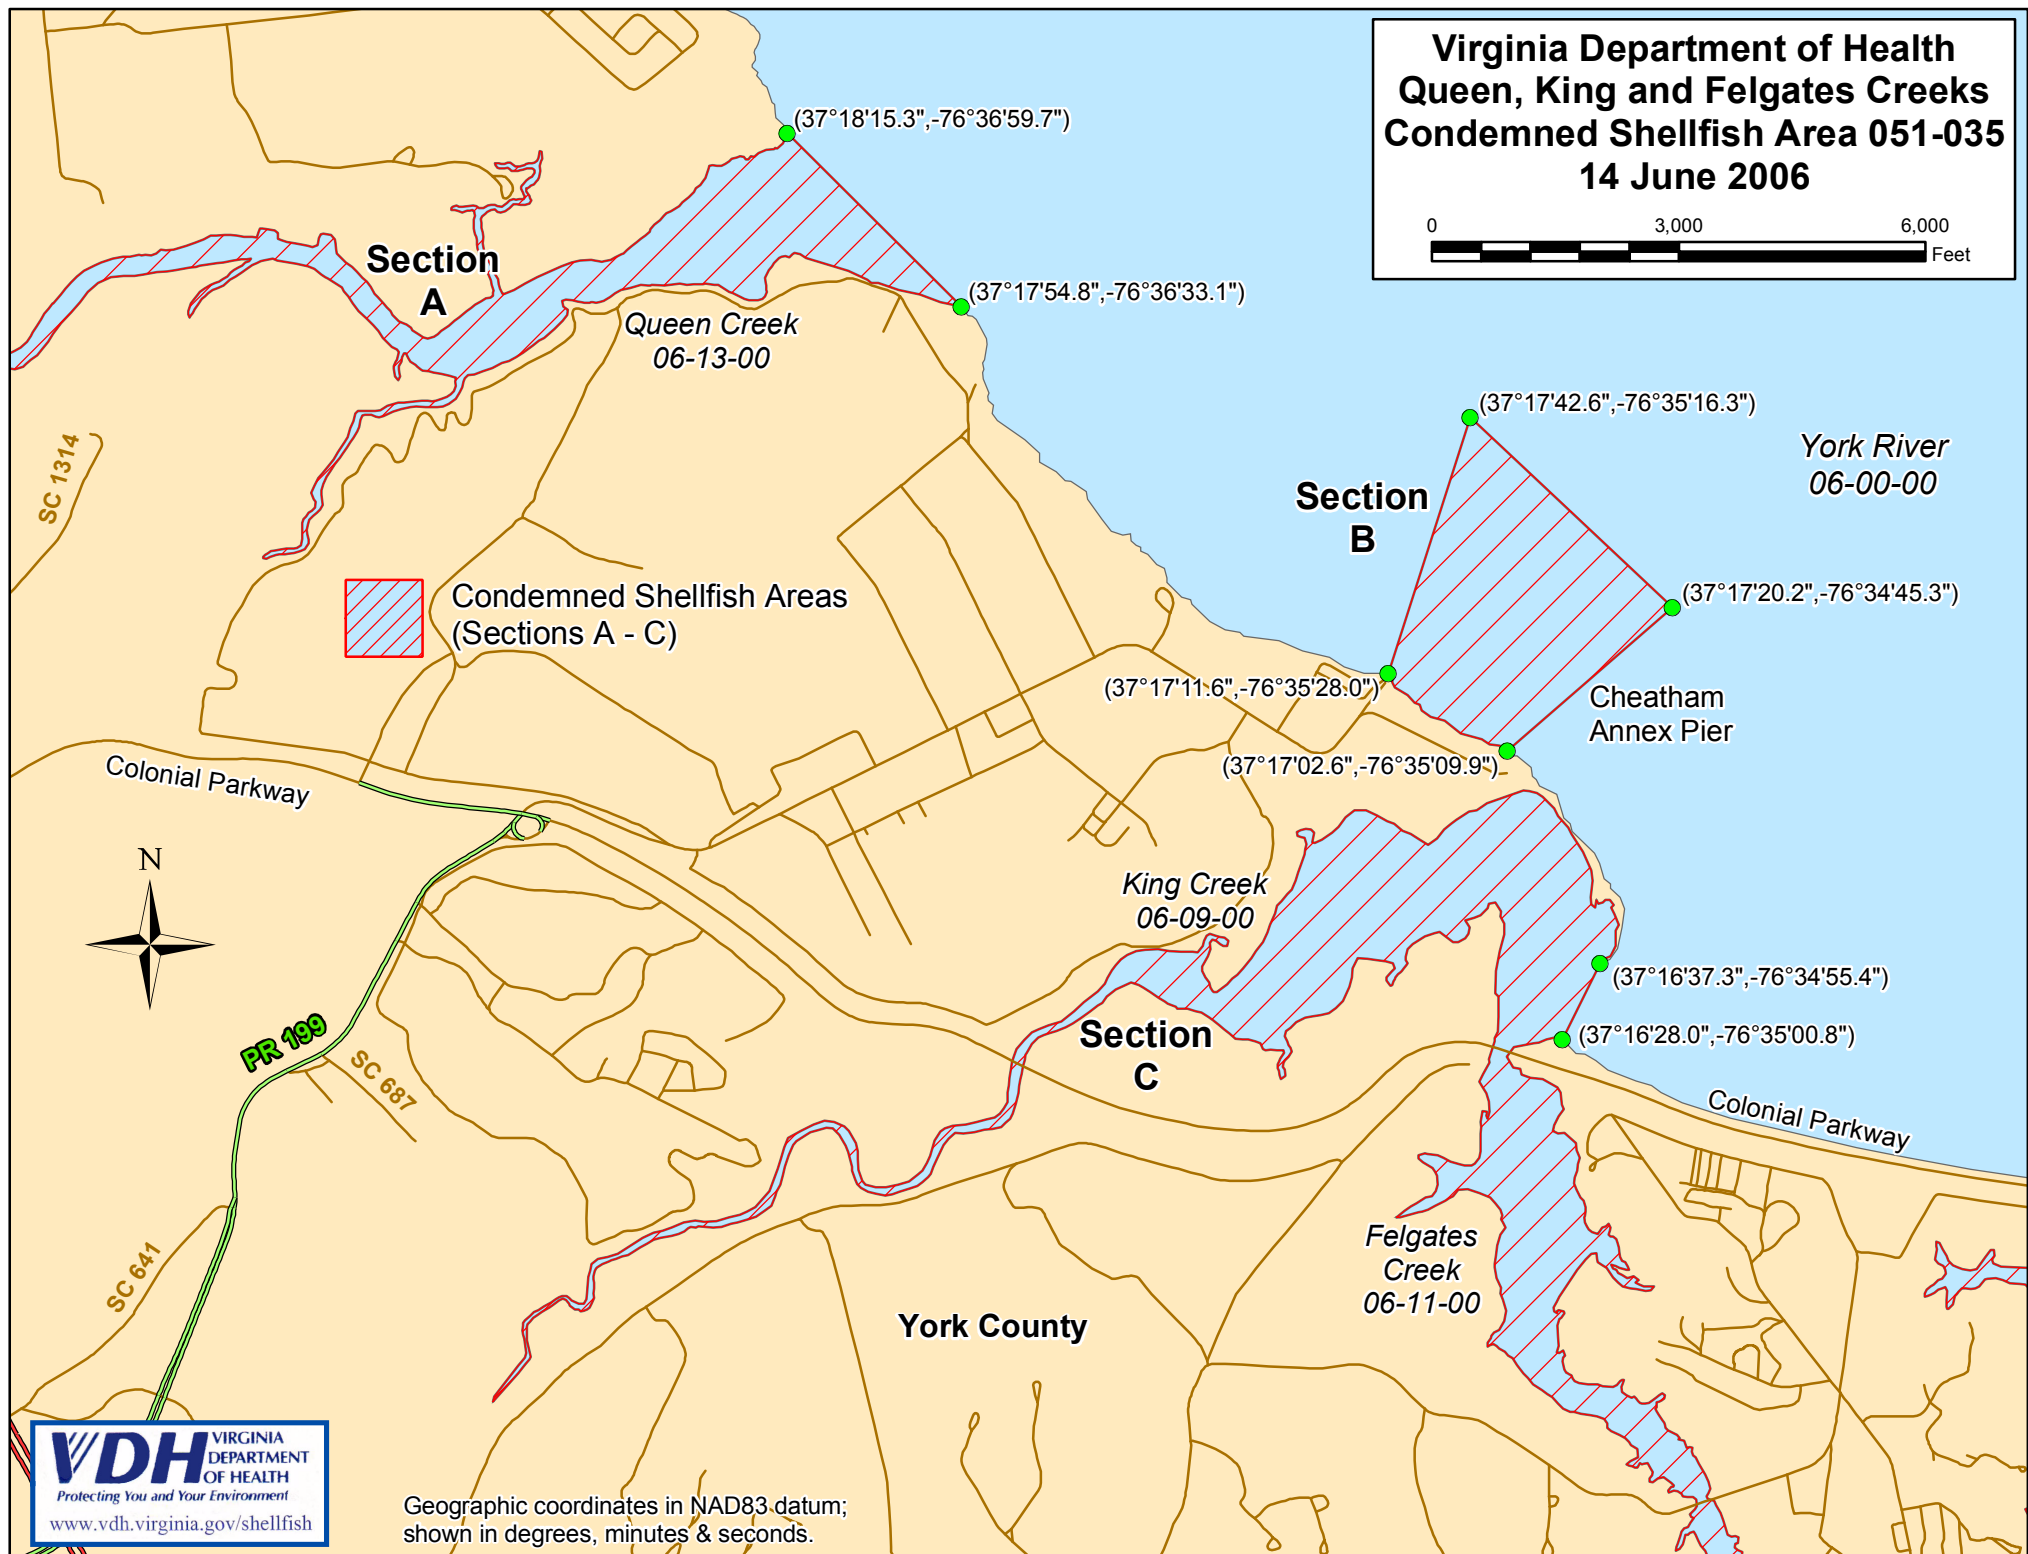 Virginia Department of Health
Queen, King and Felgates Creeks
Condemned Shellfish Area 051-035
14 June 2006
0 3,000 6,000
Feet
(37°18'15.3",-76°36'59.7")
Section
A
(37°17'54.8",-76°36'33.1")
Queen Creek
06-13-00
(37°17'42.6",-76°35'16.3")
York River
06-00-00
SC 1314
Section
B
Condemned Shellfish Areas
(Sections A - C)
(37°17'20.2",-76°34'45.3")
(37°17'11.6",-76°35'28.0")
Cheatham
Annex Pier
(37°17'02.6",-76°35'09.9")
Colonial Parkway
N
King Creek
06-09-00
(37°16'37.3",-76°34'55.4")
PR 199
SC 687
Section
C
(37°16'28.0",-76°35'00.8")
Colonial Parkway
SC 641
Felgates
Creek
06-11-00
York County
VDH
VIRGINIA
DEPARTMENT
OF HEALTH
Protecting You and Your Environment
www.vdh.virginia.gov/shellfish
Geographic coordinates in NAD83 datum;
shown in degrees, minutes & seconds.